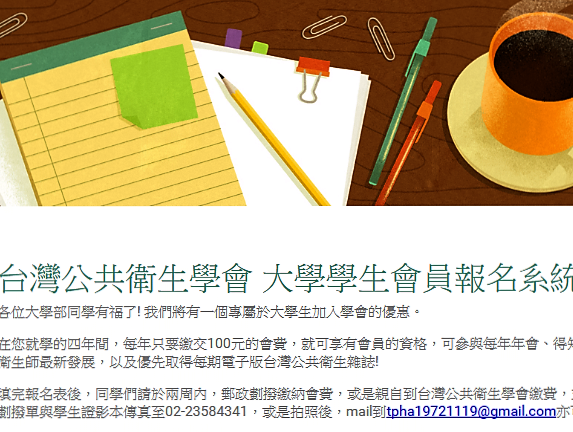 台灣公共衛生學會 大學學生會員報名系統
各位大學部同學有福了! 我們將有一個專屬於大學生加入學會的優惠。
在您就學的四年間，每年只要繳交100元的會費，就可享有會員的資格，可參與每年年會、得知
衛生師最新發展，以及優先取得每期電子版台灣公共衛生雜誌!
填完報名表後，同學們請於兩周內，郵政劃撥繳納會費，或是親自到台灣公共衛生學會繳費，
劃撥單與學生證影本傳真至02-23584341，或是拍照後，mail到tpha19721119@gmail.com亦